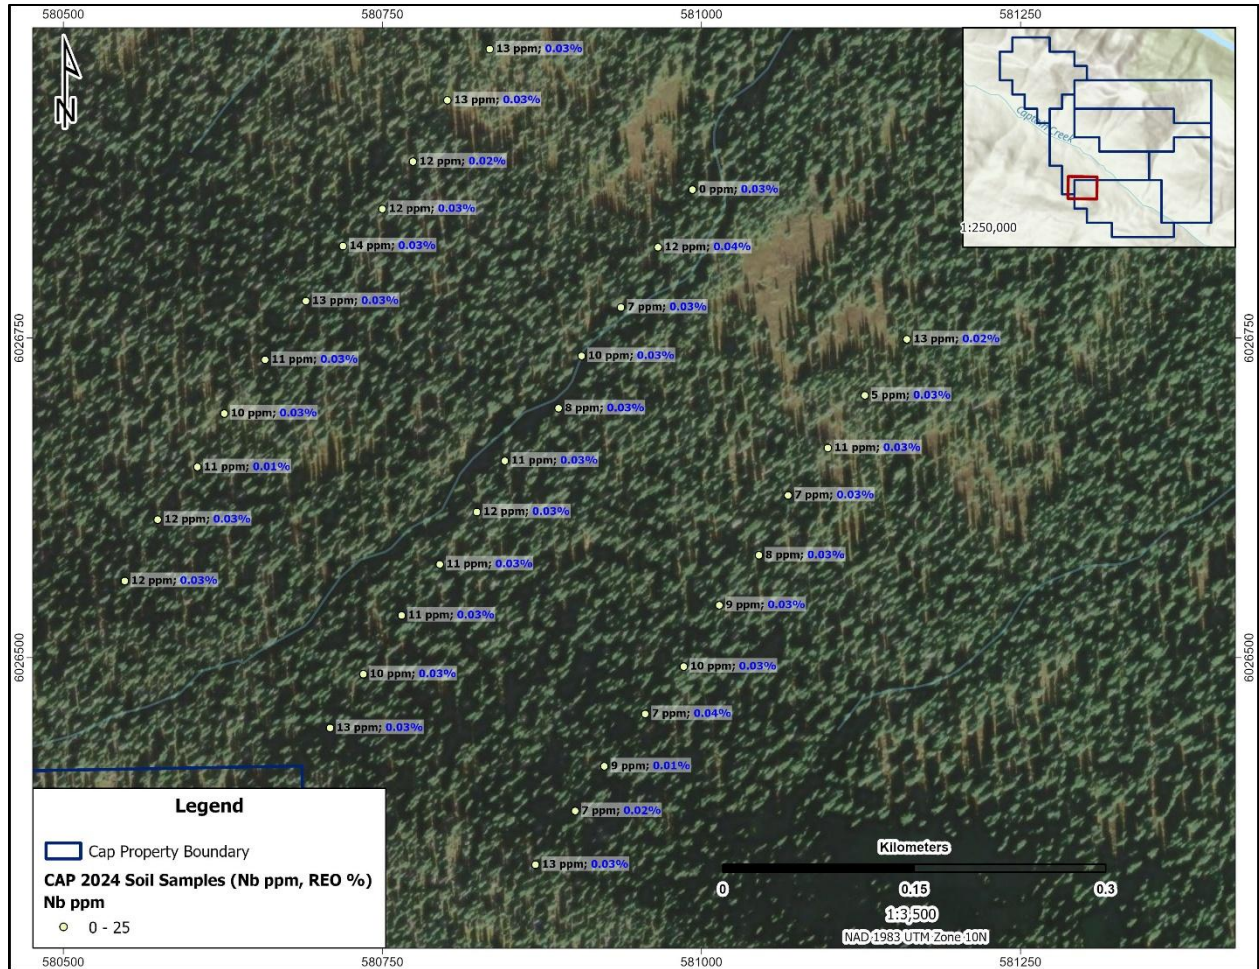 580500
580750
581000
581250
N
13 ppm; 0.03%
13 ppm; 0.03%
12 ppm; 0.02%
0 ppm; 0.03%
12 ppm; 0.03%
14 ppm; 0.03%
12 ppm; 0.04%
13 ppm; 0.03%
7 ppm; 0.03%
13 ppm; 0.02%
11 ppm; 0.03%
10 ppm; 0.03%
5 ppm; 0.03%
10 ppm; 0.03%
8 ppm; 0.03%
11 ppm; 0.03%
11 ppm; 0.01%
11 ppm; 0.03%
7 ppm; 0.03%
12 ppm; 0.03%
12 ppm; 0.03%
8 ppm; 0.03%
11 ppm; 0.03%
12 ppm; 0.03%
9 ppm; 0.03%
11 ppm; 0.03%
10 ppm; 0.03%
10 ppm; 0.03%
7 ppm; 0.04%
13 ppm; 0.03%
9 ppm; 0.01%
7 ppm; 0.02%
13 ppm; 0.03%
Captain Creek
1:250,000
6026750
6026750
6026500
6026500
Legend
Cap Property Boundary
CAP 2024 Soil Samples (Nb ppm, REO %)
Nb ppm
0 - 25
Kilometers
0 0.15 0.3
1:3,500
NAD 1983 UTM Zone 10N
580500
580750
581000
581250